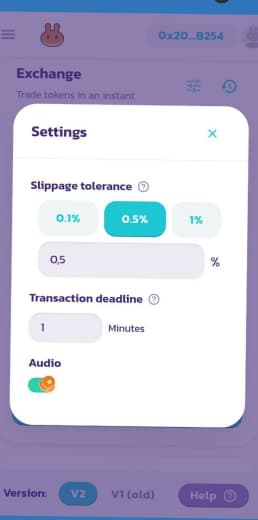 0x20...B254
Exchange
Trade tokens in an instant
Settings
Slippage tolerance
0.1% 0.5% 1%
0,5 %
Transaction deadline
1 Minutes
Audio
Version: V2 V1 (old) Help